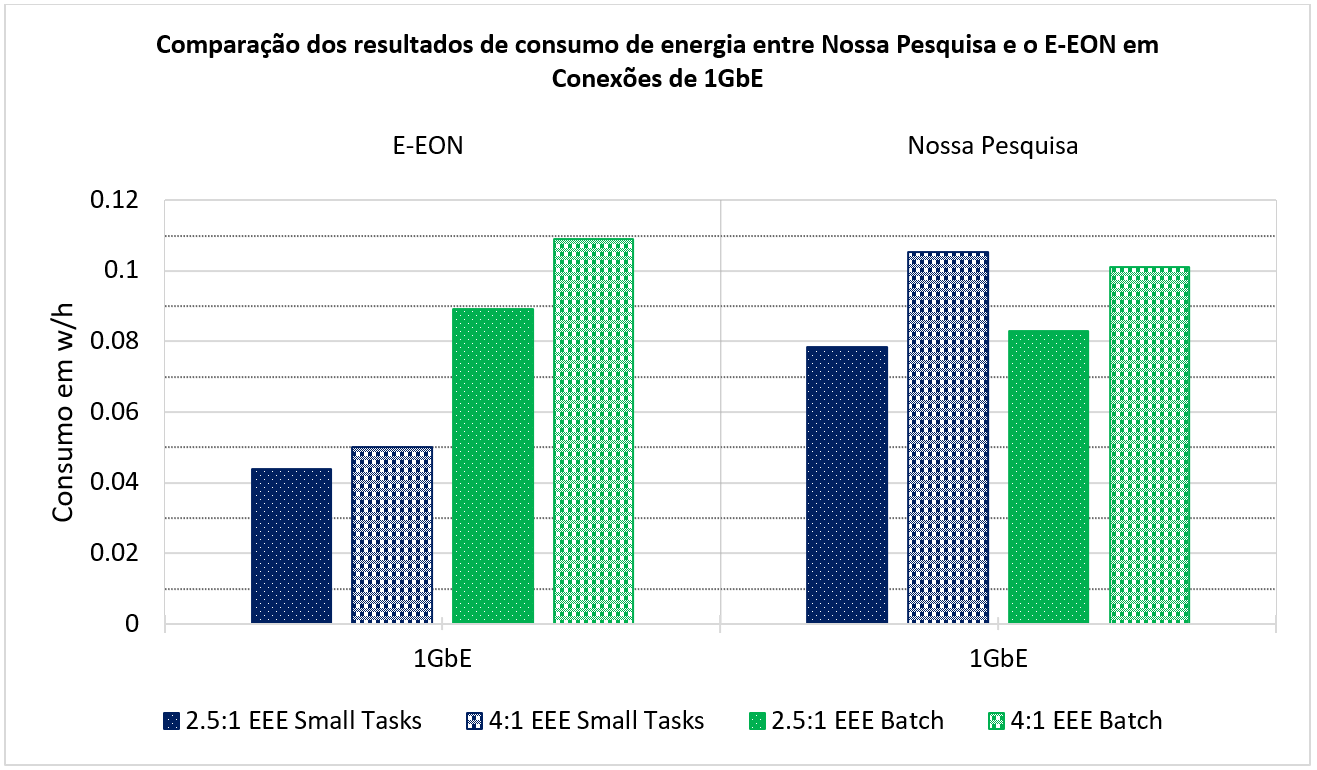 Comparação dos resultados de consumo de energia entre Nossa Pesquisa e o E-EON em
Conexões de 1GbE
E-EON
Nossa Pesquisa
Consumo em w/h
0.12
0.1
0.08
0.06
0.04
0.02
0
1GbE
1GbE
2.5:1 EEE Small Tasks
4:1 EEE Small Tasks
2.5:1 EEE Batch
4:1 EEE Batch